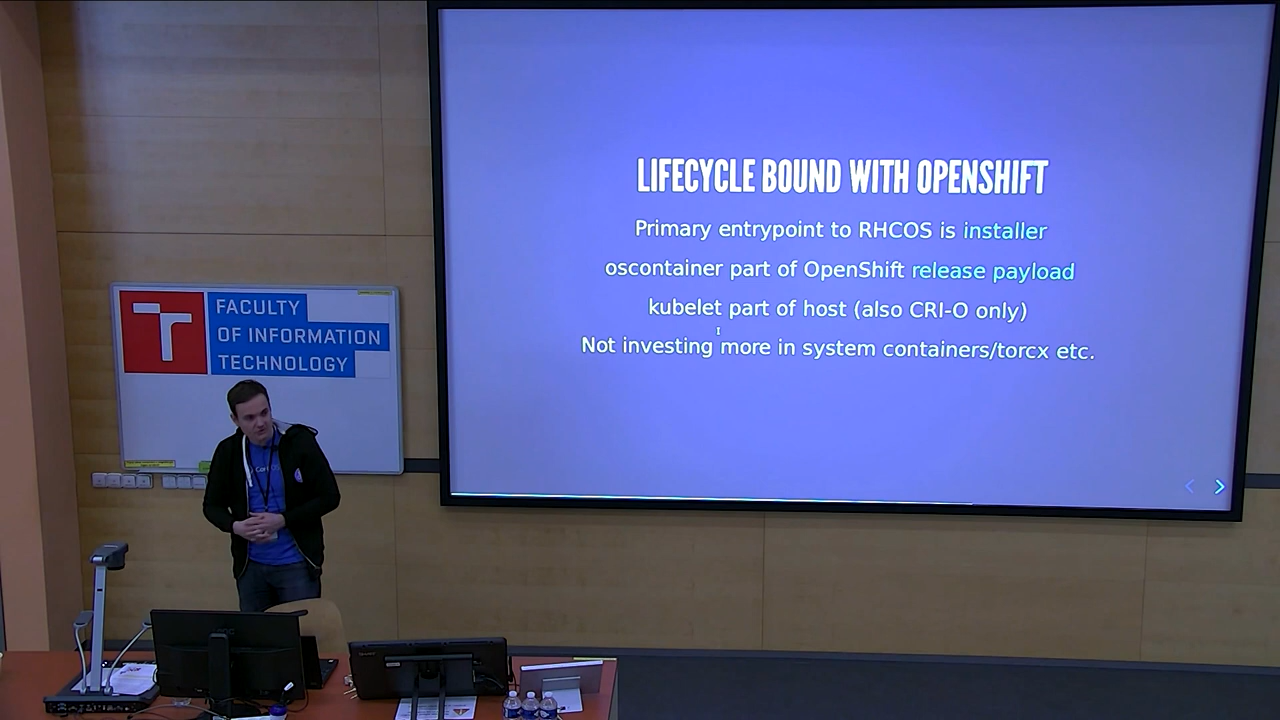 LIFECYCLE BOUND WITH OPENSHIFT
Primary entrypoint to RHCOS is installer
oscontainer part of OpenShift release payload
kubelet part of host (also CRI-O only)
Not investing more in system containers/torcx etc.
FACULTY
OF INFORMATION
TECHNOLOGY